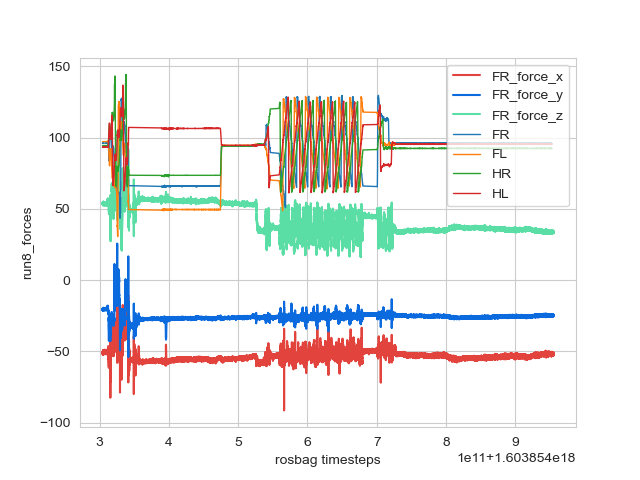 150
100
50
0
−50
−100
run8_forces
3 4 5 6 7 8 9
rosbag timesteps
1e11+1.603854e18
FR_force_x
FR_force_y
FR_force_z
FR
FL
HR
HL